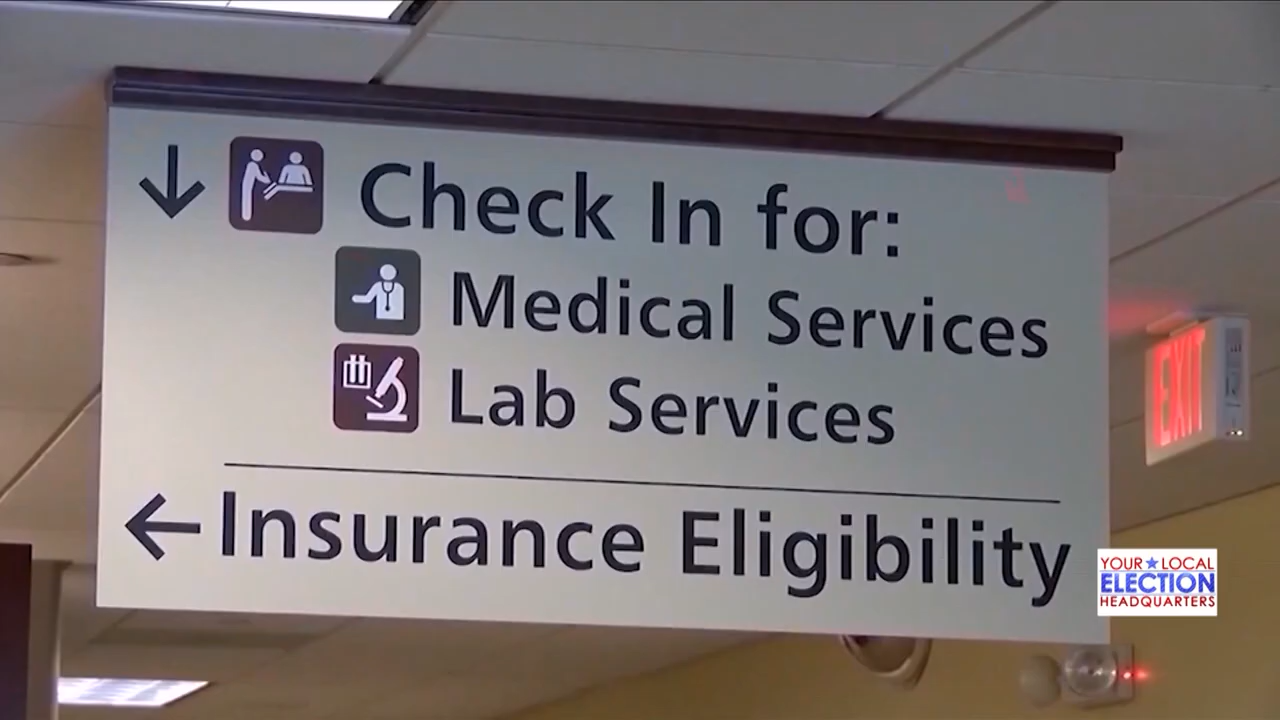 Check In for:
Medical Services
Lab Services
Insurance Eligibility
EXIT
YOUR★LOCAL
ELECTION
HEADQUARTERS